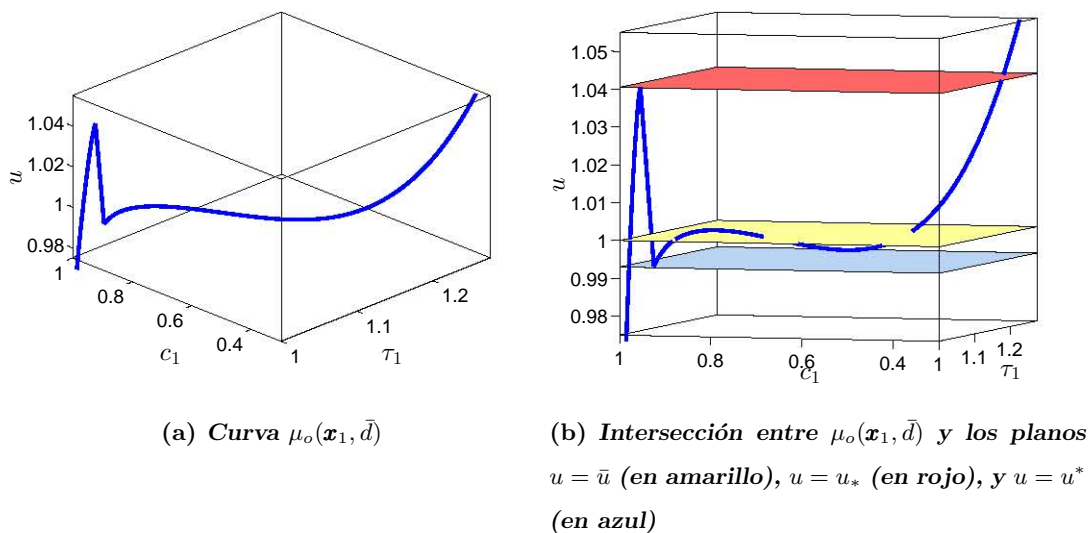 1.04
1.02
1
0.98
u
1
0.8
0.6
0.4
c₁
1
1.1
1.2
τ₁
1.05
1.04
1.03
1.02
1.01
1
0.99
0.98
u
1
0.8
0.6
0.4
c₁
1
1.1
1.2
τ₁
(a) Curva μₒ(𝒙₁, d̄)
(b) Intersección entre μₒ(𝒙₁, d̄) y los planos
u = ū (en amarillo), u = u₎ (en rojo), y u = u*
(en azul)